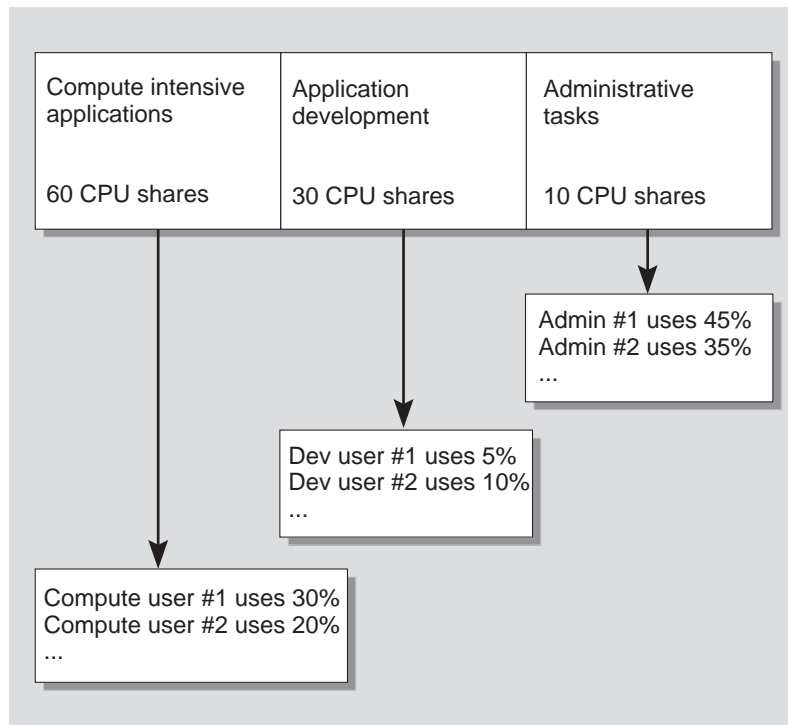 Compute intensive
applications
60 CPU shares
Application
development
30 CPU shares
Administrative
tasks
10 CPU shares
Admin #1 uses 45%
Admin #2 uses 35%
...
Dev user #1 uses 5%
Dev user #2 uses 10%
...
Compute user #1 uses 30%
Compute user #2 uses 20%
...